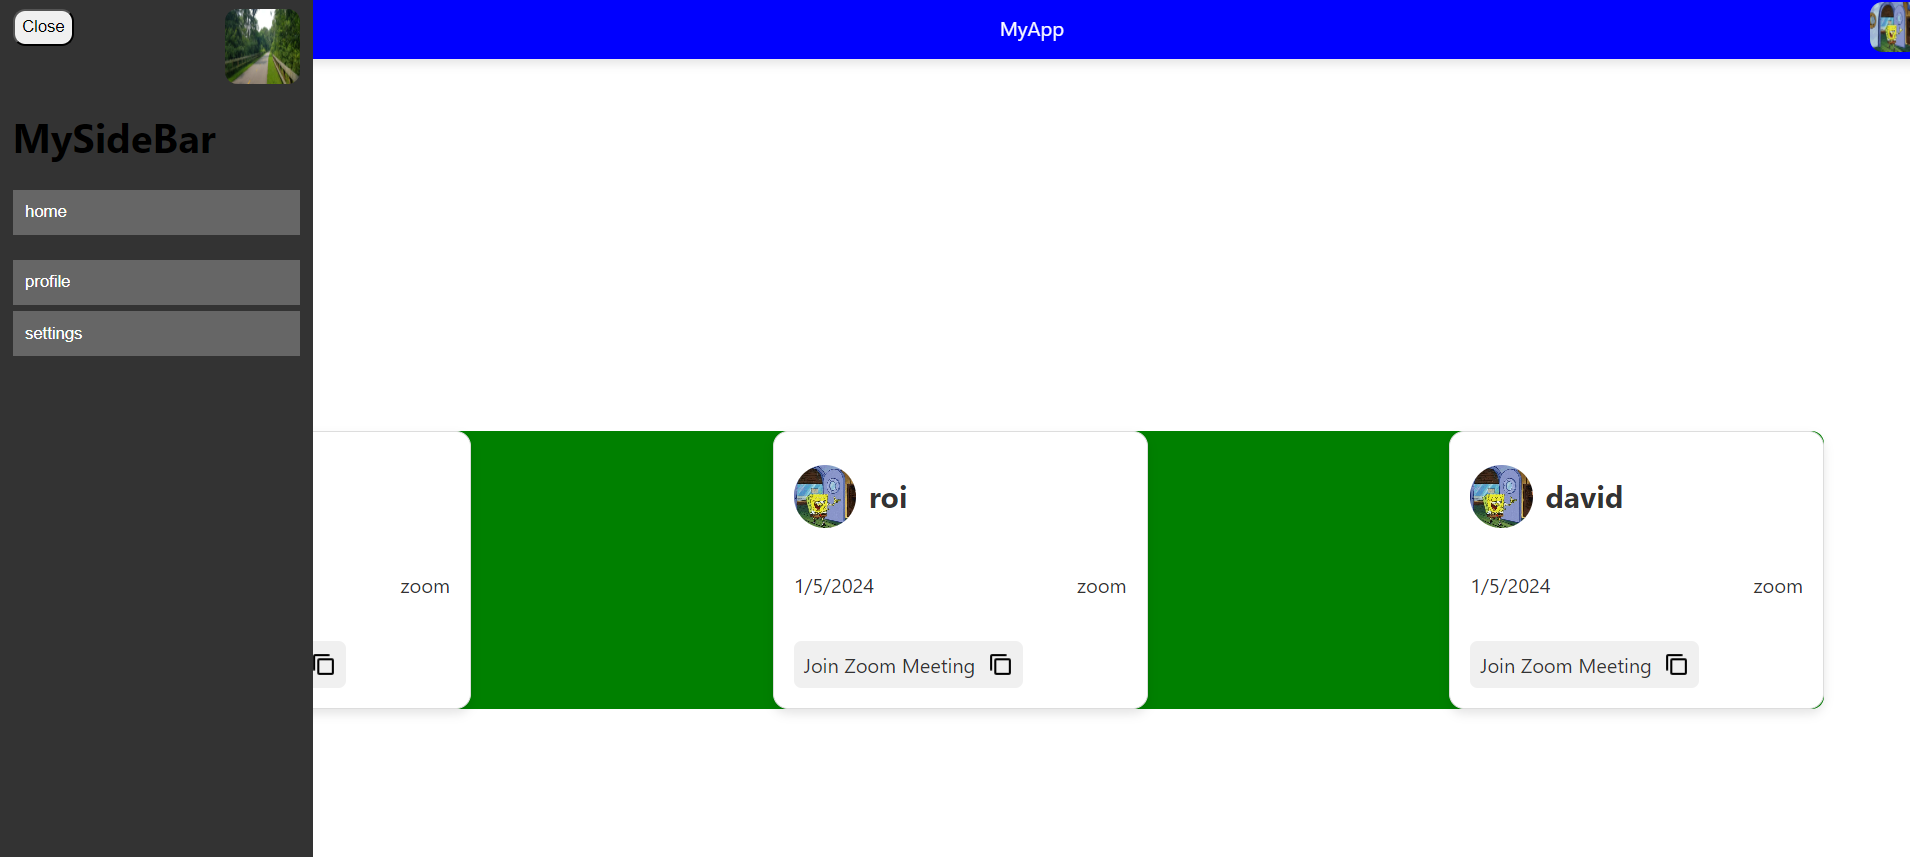 Close
MyApp
MySideBar
home
profile
settings
zoom
roi
1/5/2024 zoom
Join Zoom Meeting
david
1/5/2024 zoom
Join Zoom Meeting